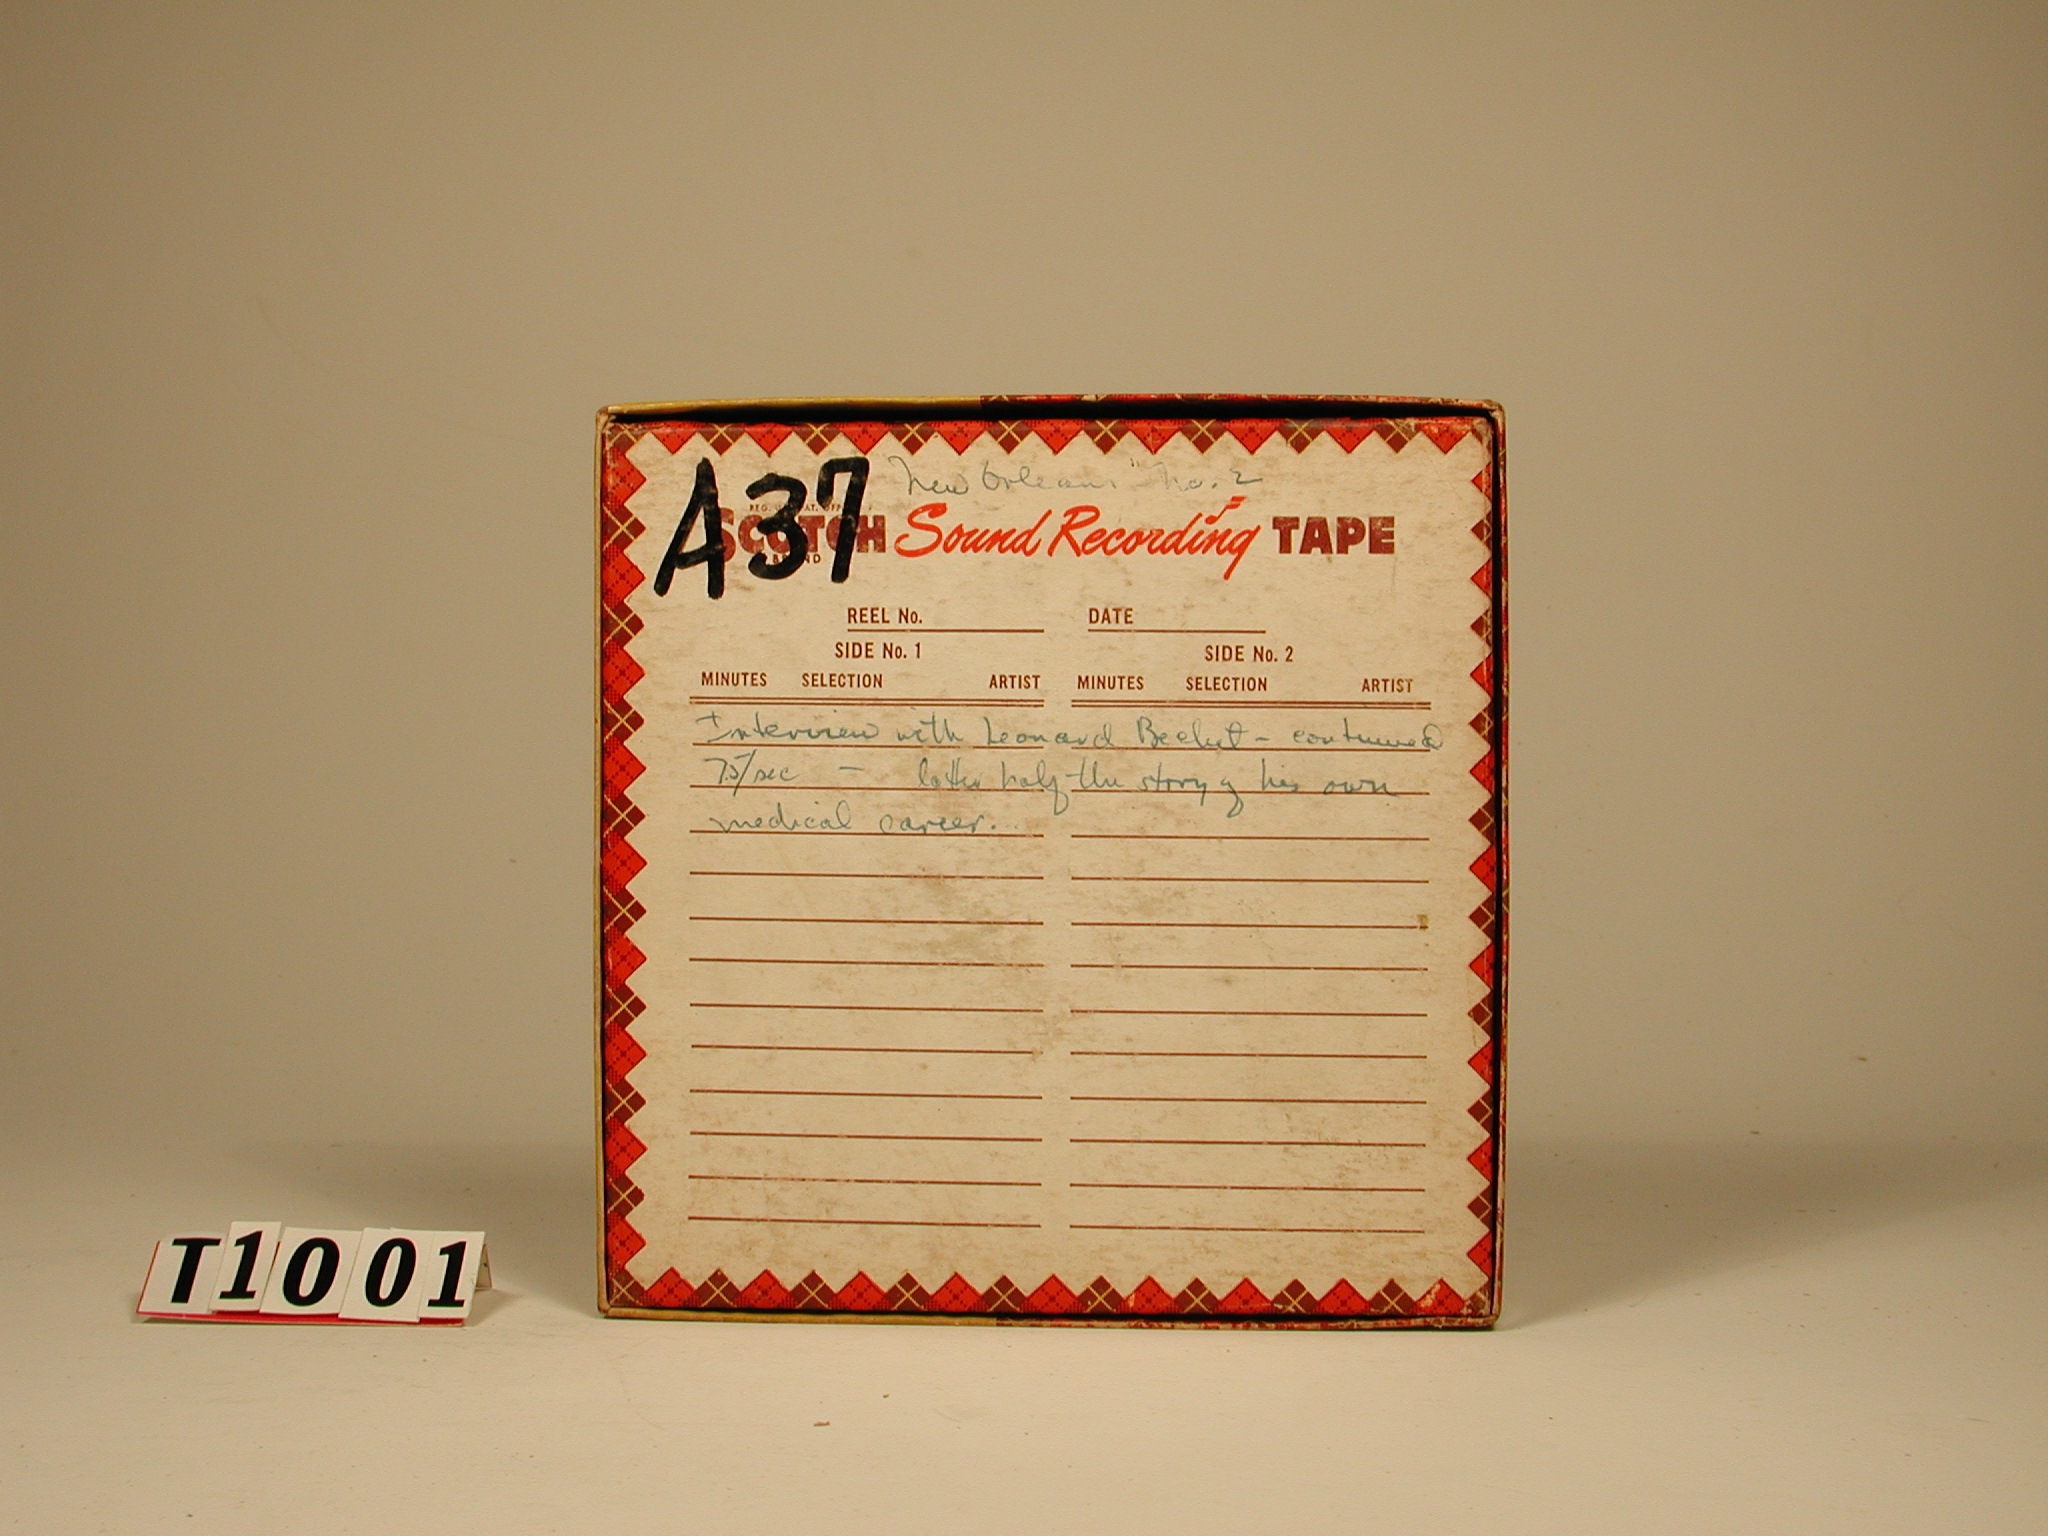 A37 "New Orleans" No. 2
SCOTCH Sound Recording TAPE
BRAND
REEL No. DATE
SIDE No. 1 SIDE No. 2
MINUTES SELECTION ARTIST MINUTES SELECTION ARTIST
Interview with Leonard Bechet - continued
7.5/sec - latter half the story of his own
medical career...
T1001